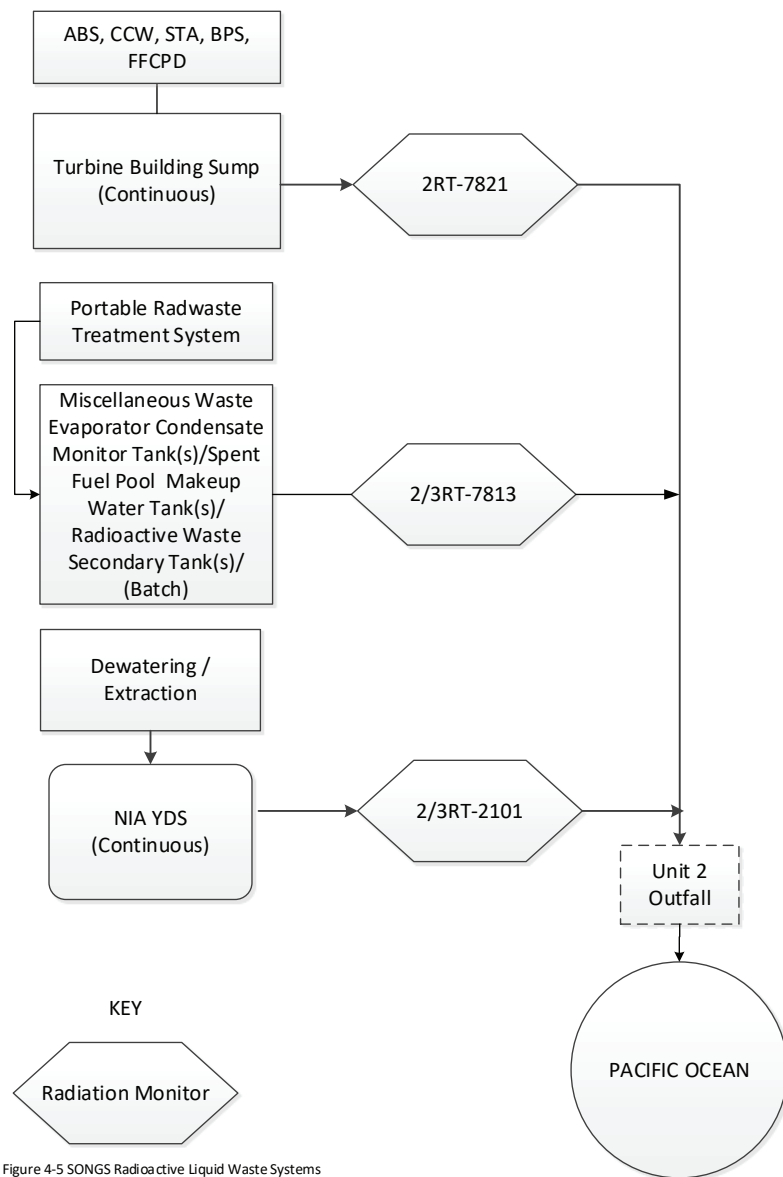 ABS, CCW, STA, BPS,
FFCPD
Turbine Building Sump
(Continuous)
2RT-7821
Portable Radwaste
Treatment System
Miscellaneous Waste
Evaporator Condensate
Monitor Tank(s)/Spent
Fuel Pool Makeup
Water Tank(s)/
Radioactive Waste
Secondary Tank(s)/
(Batch)
2/3RT-7813
Dewatering /
Extraction
NIA YDS
(Continuous)
2/3RT-2101
Unit 2
Outfall
PACIFIC OCEAN
KEY
Radiation Monitor
Figure 4-5 SONGS Radioactive Liquid Waste Systems